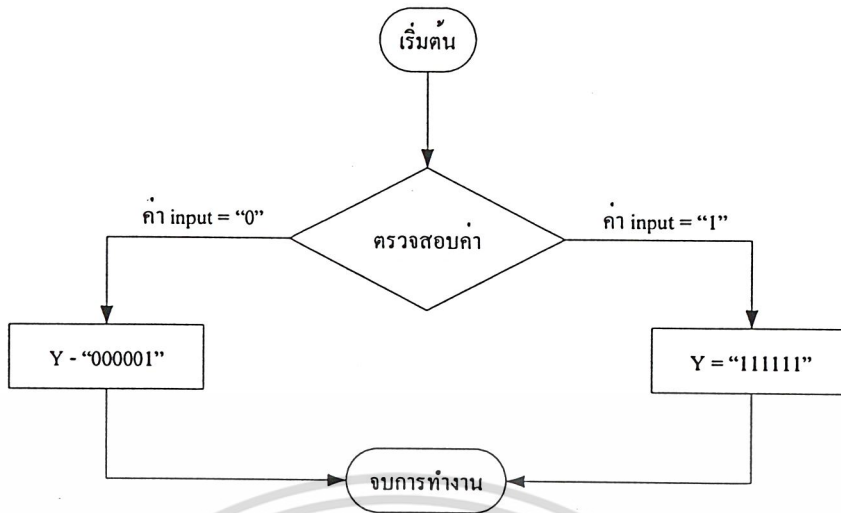 เริ่มต้น
ค่า input = “0”
ค่า input = “1”
ตรวจสอบค่า
Y - “000001”
Y = “111111”
จบการทำงาน